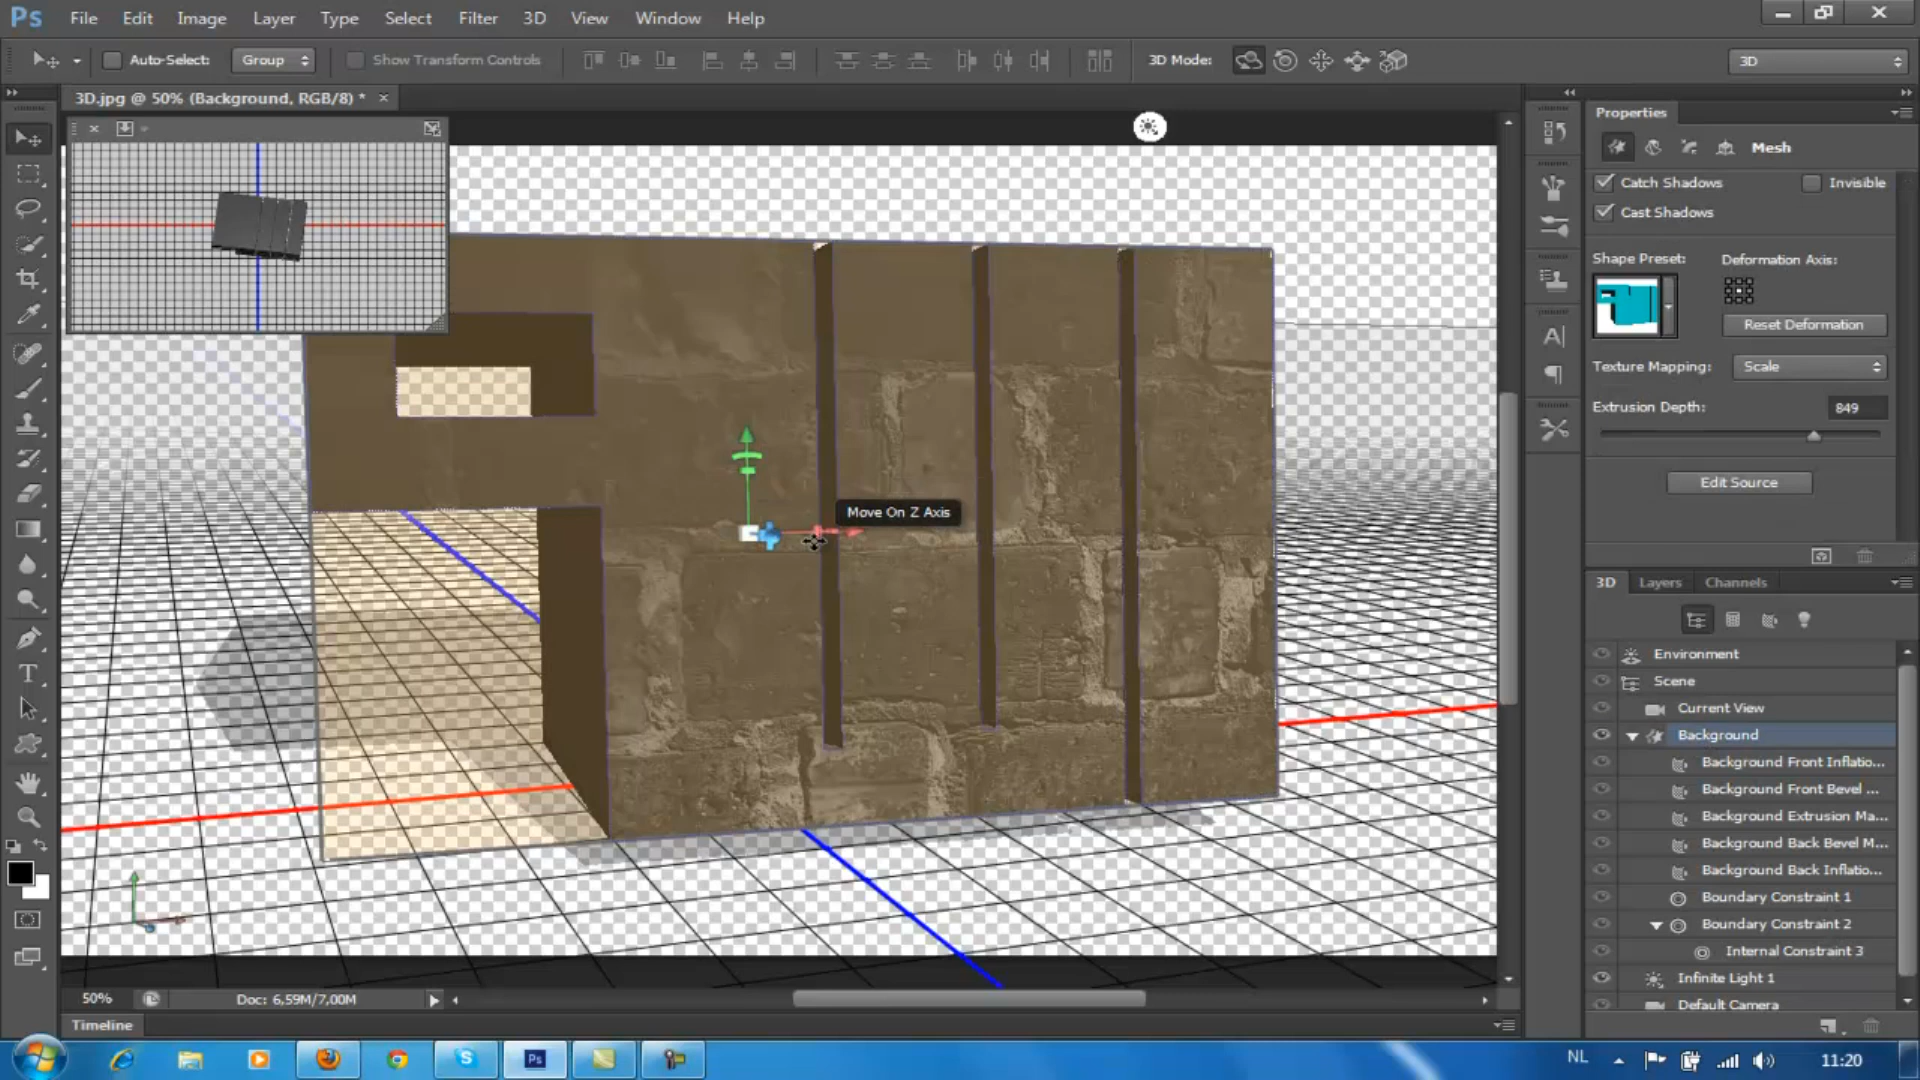 Ps File Edit Image Layer Type Select Filter 3D View Window Help
Auto-Select: Group Show Transform Controls 3D Mode: 3D
3D.jpg @ 50% (Background, RGB/8) * ×
Properties
Mesh
Catch Shadows Invisible
Cast Shadows
Shape Preset: Deformation Axis:
Reset Deformation
Texture Mapping: Scale
Extrusion Depth: 849
Edit Source
Move On Z Axis
3D Layers Channels
Environment
Scene
Current View
Background
Background Front Inflatio...
Background Front Bevel ...
Background Extrusion Ma...
Background Back Bevel M...
Background Back Inflatio...
Boundary Constraint 1
Boundary Constraint 2
Internal Constraint 3
Infinite Light 1
Default Camera
50% Doc: 6,59M/7,00M
Timeline
Ps NL 11:20